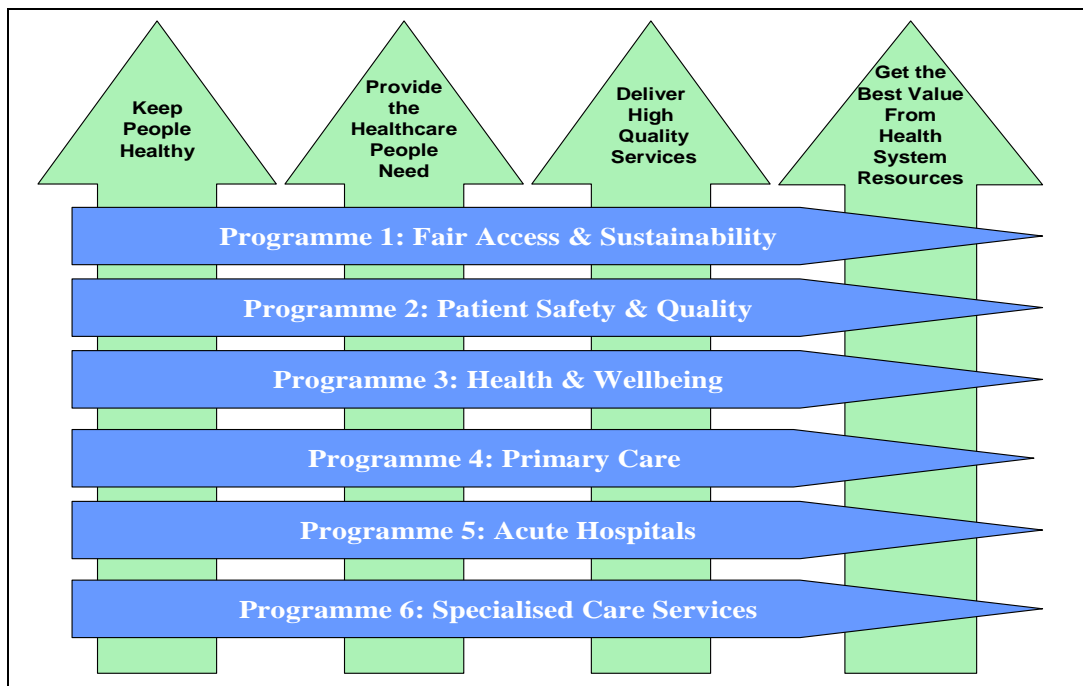 Keep
People
Healthy
Provide
the
Healthcare
People
Need
Deliver
High
Quality
Services
Get the
Best Value
From
Health
System
Resources
Programme 1: Fair Access & Sustainability
Programme 2: Patient Safety & Quality
Programme 3: Health & Wellbeing
Programme 4: Primary Care
Programme 5: Acute Hospitals
Programme 6: Specialised Care Services